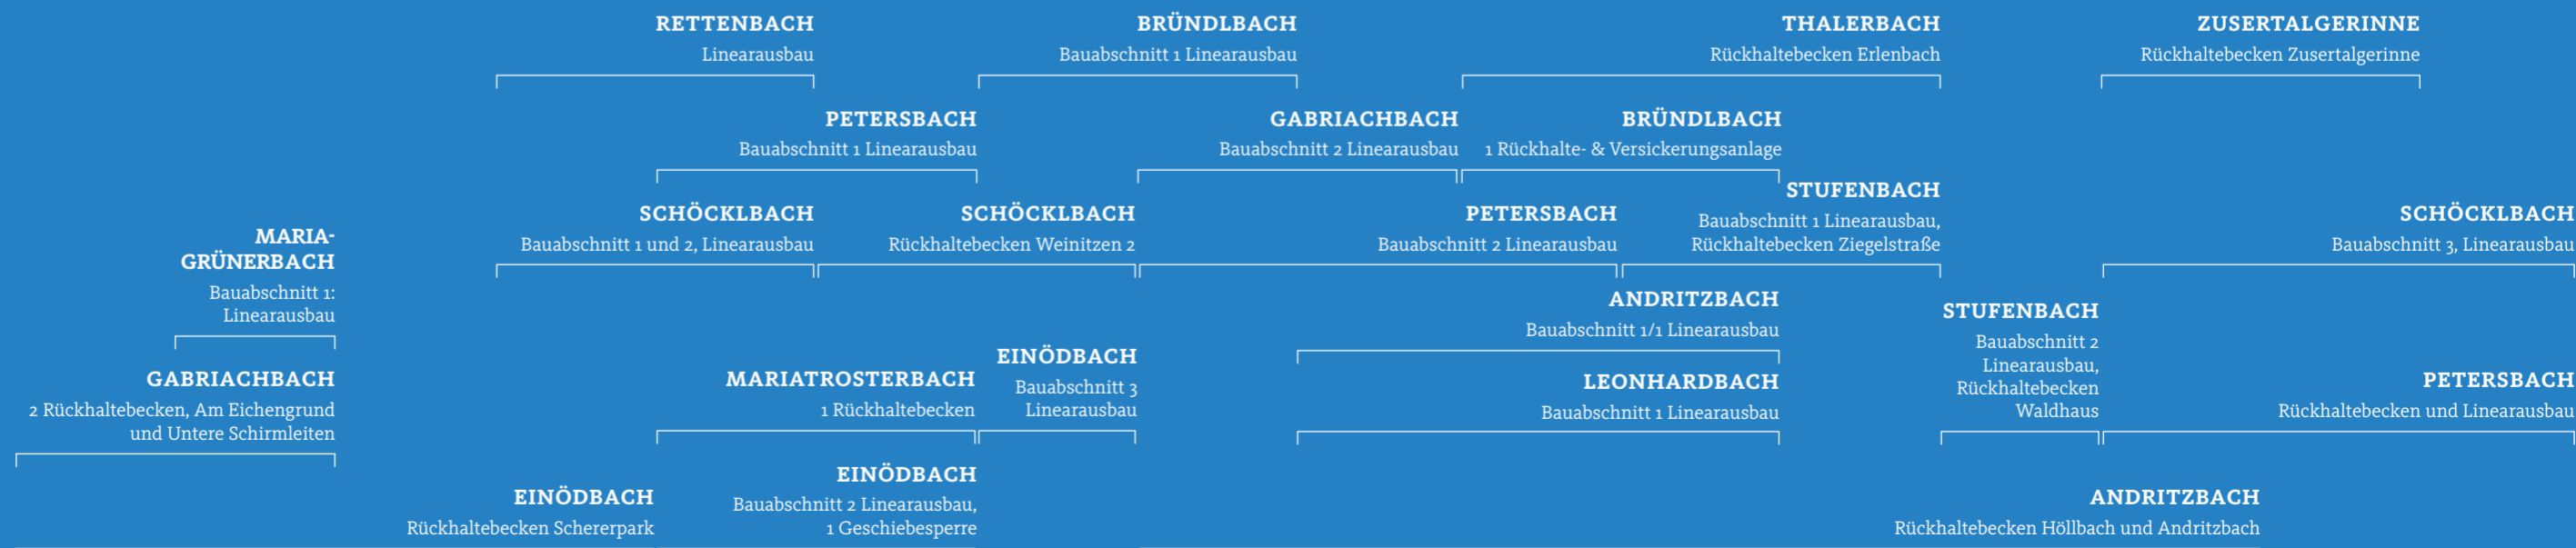 RETTENBACH
Linearausbau
BRÜNDLBACH
Bauabschnitt 1 Linearausbau
THALERBACH
Rückhaltebecken Erlenbach
ZUSERTALGERINNE
Rückhaltebecken Zusertalgerinne
PETERSBACH
Bauabschnitt 1 Linearausbau
GABRIACHBACH
Bauabschnitt 2 Linearausbau
BRÜNDLBACH
1 Rückhalte- & Versickerungsanlage
STUFENBACH
Bauabschnitt 1 Linearausbau,
Rückhaltebecken Ziegelstraße
SCHÖCKLBACH
Bauabschnitt 1 und 2, Linearausbau
SCHÖCKLBACH
Rückhaltebecken Weinitzen 2
PETERSBACH
Bauabschnitt 2 Linearausbau
SCHÖCKLBACH
Bauabschnitt 3, Linearausbau
MARIA-
GRÜNERBACH
Bauabschnitt 1:
Linearausbau
ANDRITZBACH
Bauabschnitt 1/1 Linearausbau
STUFENBACH
Bauabschnitt 2
Linearausbau,
Rückhaltebecken
Waldhaus
EINÖDBACH
Bauabschnitt 3
Linearausbau
GABRIACHBACH
2 Rückhaltebecken, Am Eichengrund
und Untere Schirmleiten
MARIATROSTERBACH
1 Rückhaltebecken
LEONHARDBACH
Bauabschnitt 1 Linearausbau
PETERSBACH
Rückhaltebecken und Linearausbau
EINÖDBACH
Rückhaltebecken Schererpark
EINÖDBACH
Bauabschnitt 2 Linearausbau,
1 Geschiebesperre
ANDRITZBACH
Rückhaltebecken Höllbach und Andritzbach